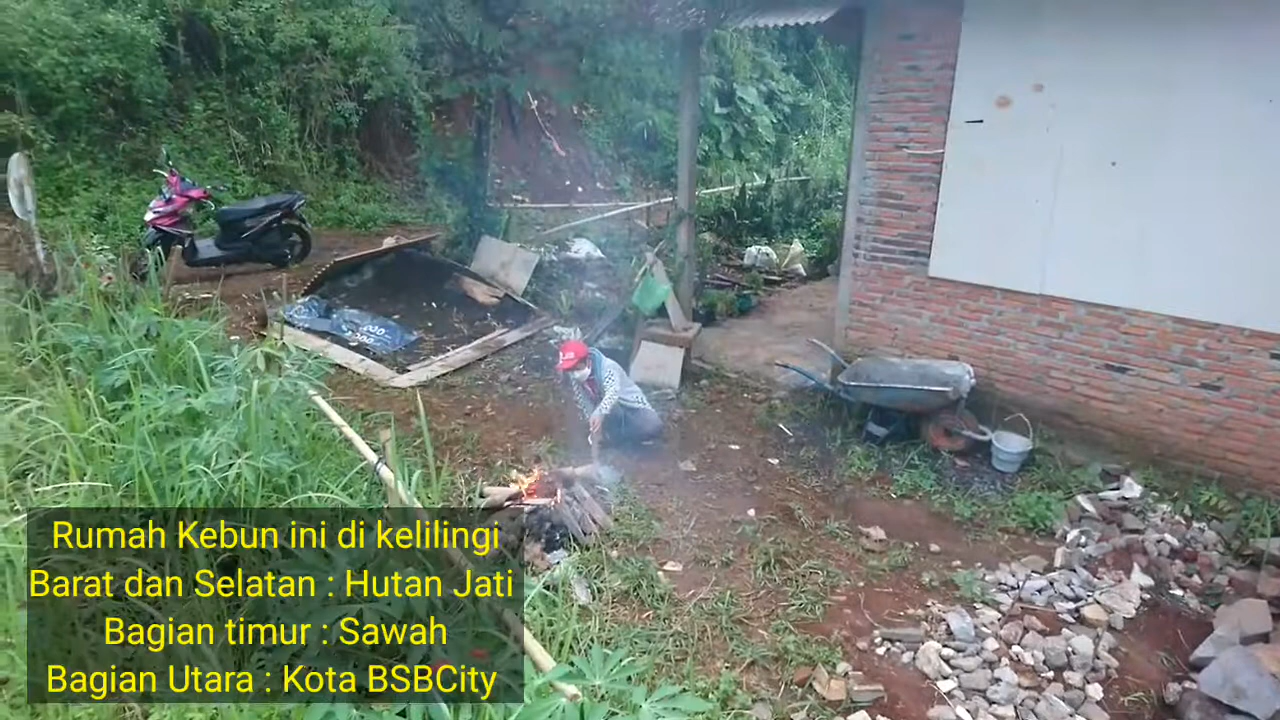 Rumah Kebun ini di kelilingi
Barat dan Selatan : Hutan Jati
Bagian timur : Sawah
Bagian Utara : Kota BSBCity